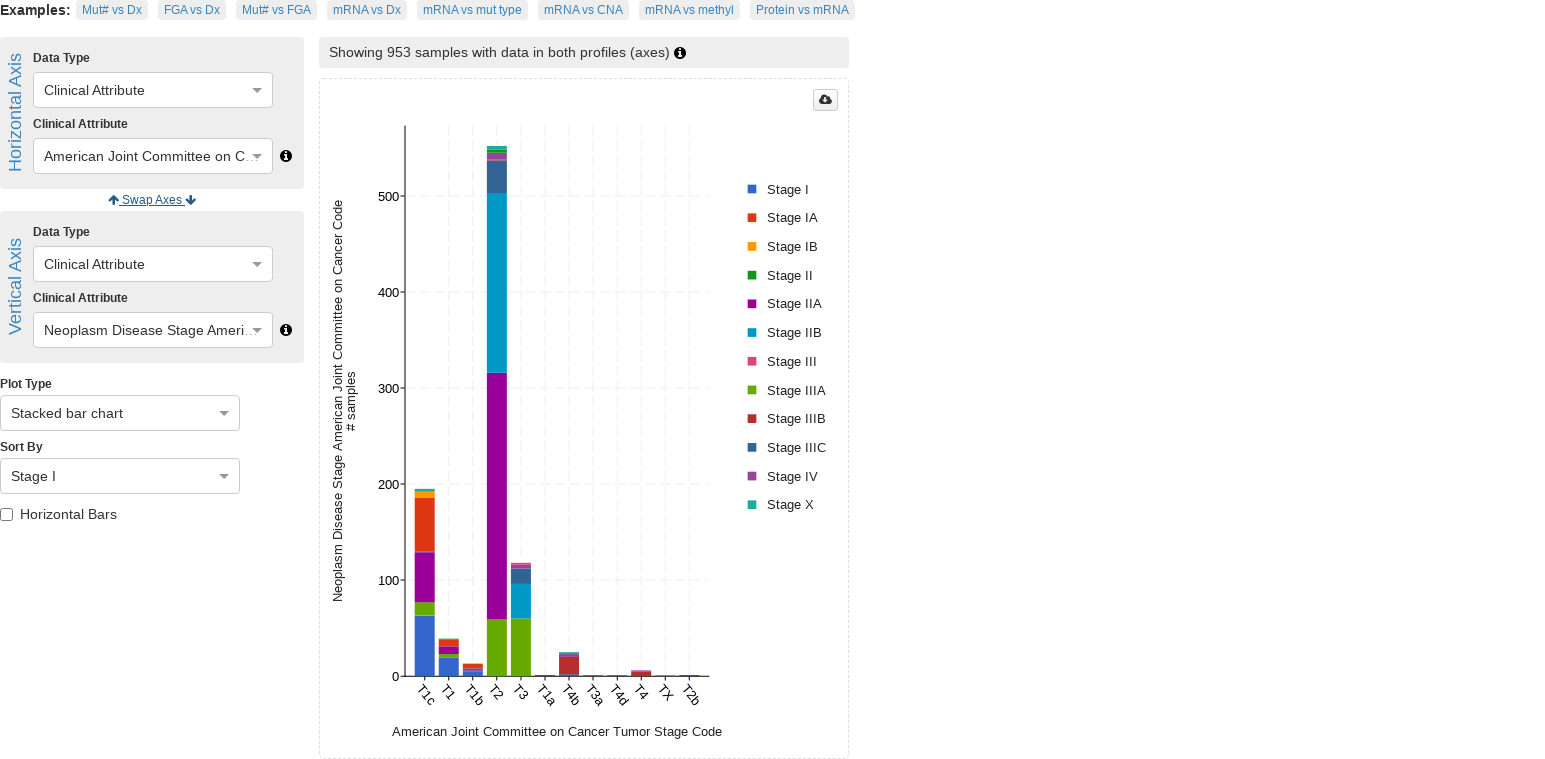 Examples: Mut# vs Dx FGA vs Dx Mut# vs FGA mRNA vs Dx mRNA vs mut type mRNA vs CNA mRNA vs methyl Protein vs mRNA
Horizontal Axis
Data Type
Clinical Attribute
Clinical Attribute
American Joint Committee on C...
Swap Axes
Vertical Axis
Data Type
Clinical Attribute
Clinical Attribute
Neoplasm Disease Stage Ameri...
Plot Type
Stacked bar chart
Sort By
Stage I
Horizontal Bars
Showing 953 samples with data in both profiles (axes)
Neoplasm Disease Stage American Joint Committee on Cancer Code
# samples
500
400
300
200
100
0
T1c
T1
T1b
T2
T3
T1a
T4b
T3a
T4d
T4
TX
T2b
American Joint Committee on Cancer Tumor Stage Code
Stage I
Stage IA
Stage IB
Stage II
Stage IIA
Stage IIB
Stage III
Stage IIIA
Stage IIIB
Stage IIIC
Stage IV
Stage X